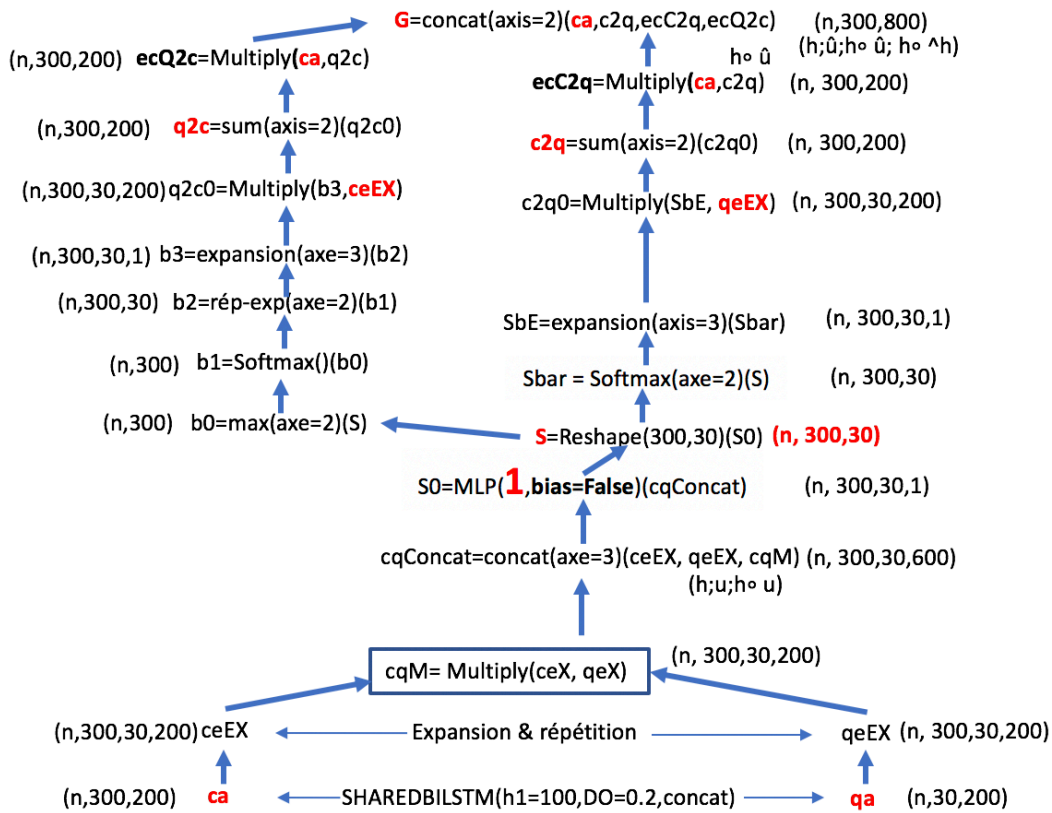 G=concat(axis=2)(ca,c2q,ecC2q,ecQ2c) (n,300,800)
(h;û;h∘ û; h∘ ^h)
(n,300,200) ecQ2c=Multiply(ca,q2c)
h∘ û
ecC2q=Multiply(ca,c2q) (n, 300,200)
(n,300,200) q2c=sum(axis=2)(q2c0)
c2q=sum(axis=2)(c2q0) (n, 300,200)
(n,300,30,200) q2c0=Multiply(b3,ceEX)
c2q0=Multiply(SbE, qeEX) (n, 300,30,200)
(n,300,30,1) b3=expansion(axe=3)(b2)
(n,300,30) b2=rép-exp(axe=2)(b1)
SbE=expansion(axis=3)(Sbar) (n, 300,30,1)
(n,300) b1=Softmax()(b0)
Sbar = Softmax(axe=2)(S) (n, 300,30)
(n,300) b0=max(axe=2)(S)
S=Reshape(300,30)(S0) (n, 300,30)
S0=MLP(1,bias=False)(cqConcat) (n, 300,30,1)
cqConcat=concat(axe=3)(ceEX, qeEX, cqM) (n, 300,30,600)
(h;u;h∘ u)
cqM= Multiply(ceX, qeX) (n, 300,30,200)
(n,300,30,200) ceEX Expansion & répétition qeEX (n, 300,30,200)
(n,300,200) ca SHAREDBILSTM(h1=100,DO=0.2,concat) qa (n,30,200)